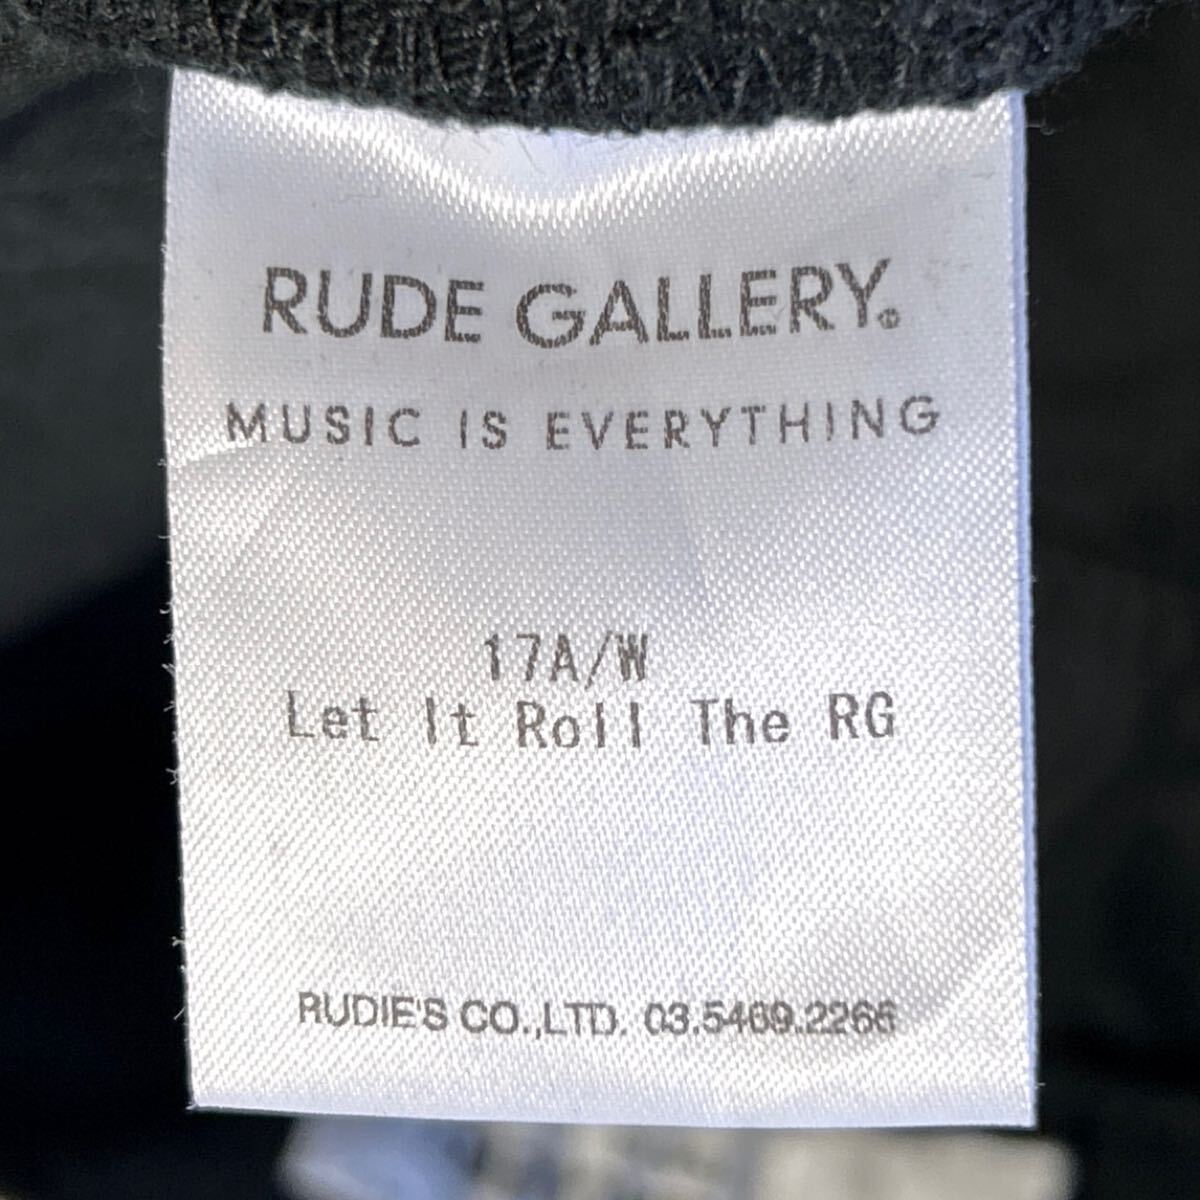 RUDE GALLERY®
MUSIC IS EVERYTHING
17A/W
Let It Roll The RG
RUDIE'S CO.,LTD. 03.5469.2266